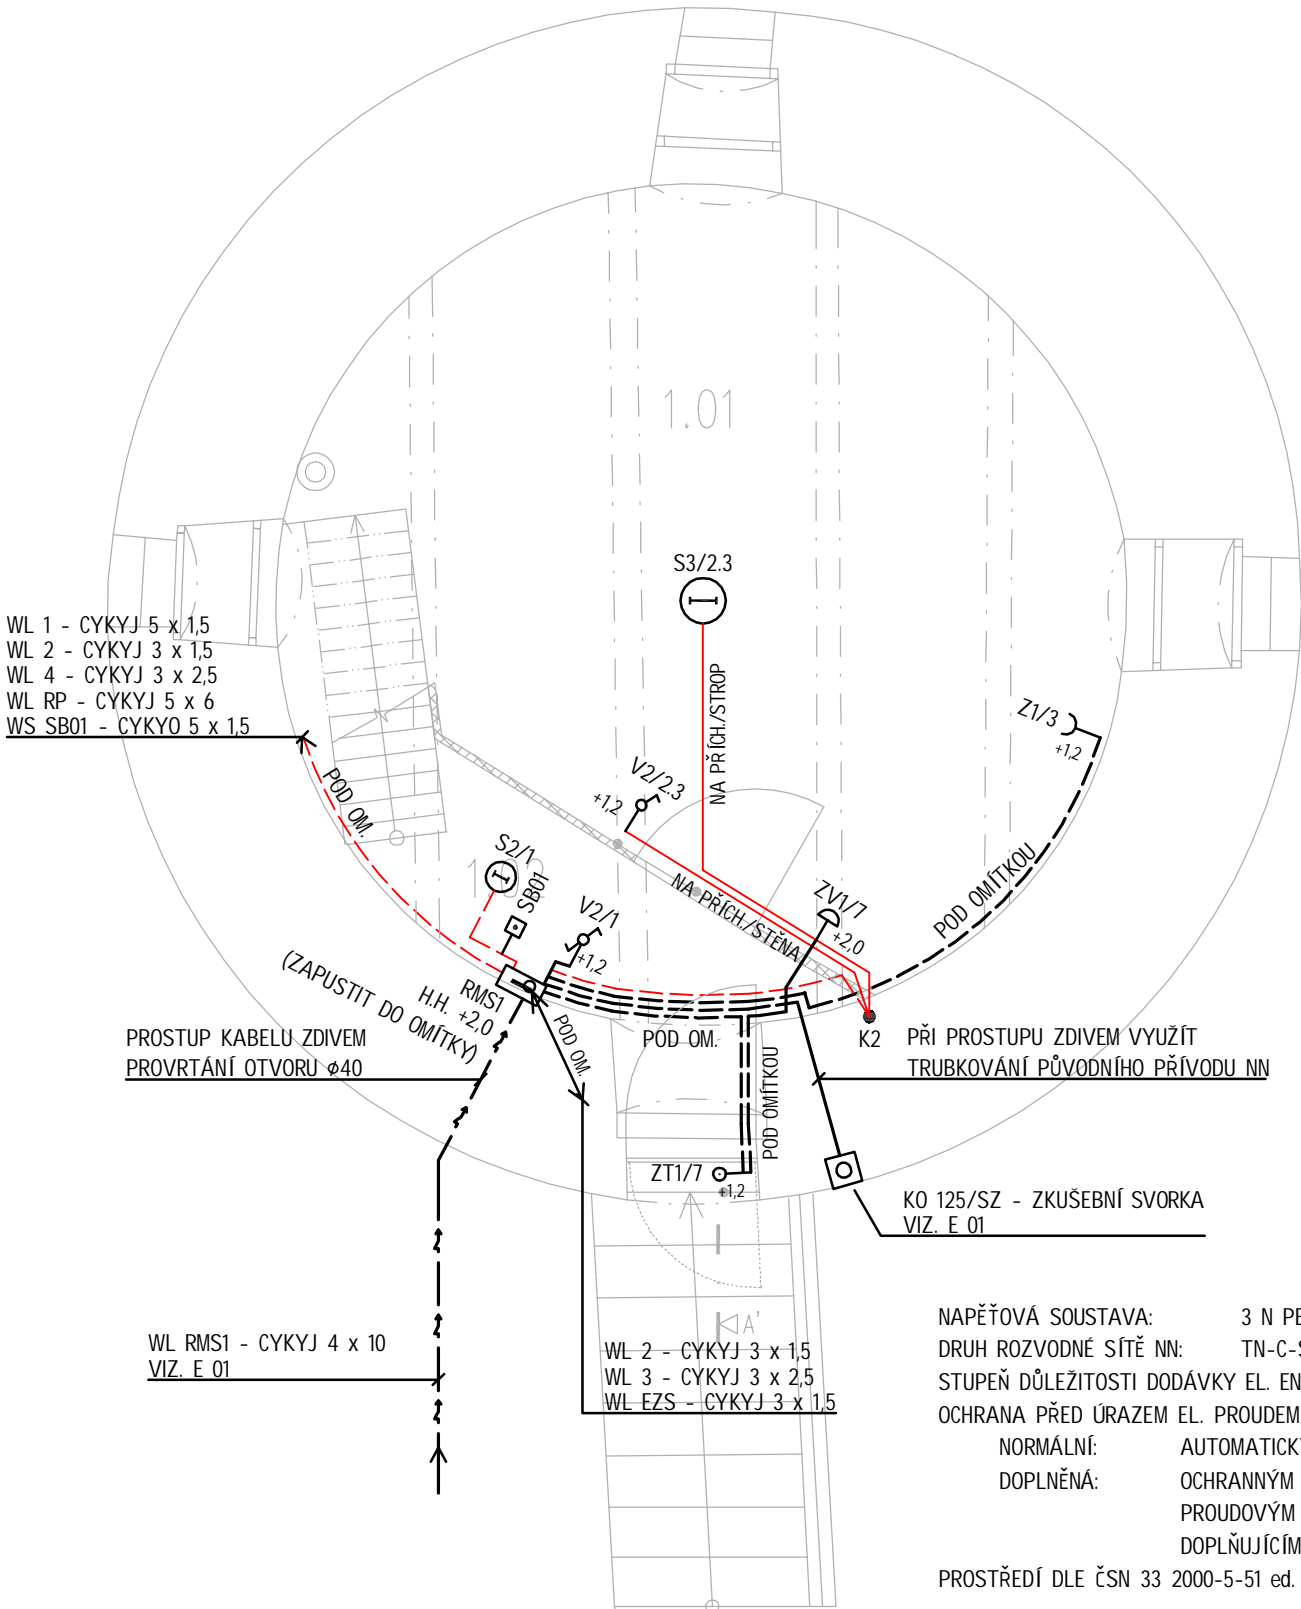 1.01
S3/2.3
WL 1 - CYKYJ 5 x 1,5
WL 2 - CYKYJ 3 x 1,5
WL 4 - CYKYJ 3 x 2,5
WL RP - CYKYJ 5 x 6
WS SB01 - CYKYO 5 x 1,5
NA PŘÍCH./STROP
Z1/3
+1,2
V2/2.3
+1,2
POD OM.
S2/1
SB01
V2/1
+1,2
NA PŘÍCH./STĚNA
ZV1/7
+2,0
POD OMÍTKOU
RMS1
H.H. +2,0
(ZAPUSTIT DO OMÍTKY)
PROSTUP KABELU ZDIVEM
PROVRTÁNÍ OTVORU ø40
POD OM.
POD OM.
POD OMÍTKOU
K2
PŘI PROSTUPU ZDIVEM VYUŽÍT
TRUBKOVÁNÍ PŮVODNÍHO PŘÍVODU NN
ZT1/7
+1,2
KO 125/SZ - ZKUŠEBNÍ SVORKA
VIZ. E 01
A'
WL RMS1 - CYKYJ 4 x 10
VIZ. E 01
WL 2 - CYKYJ 3 x 1,5
WL 3 - CYKYJ 3 x 2,5
WL EZS - CYKYJ 3 x 1,5
NAPĚŤOVÁ SOUSTAVA: 3 N PE
DRUH ROZVODNÉ SÍTĚ NN: TN-C-S
STUPEŇ DŮLEŽITOSTI DODÁVKY EL. EN
OCHRANA PŘED ÚRAZEM EL. PROUDEM
NORMÁLNÍ: AUTOMATICK
DOPLNĚNÁ: OCHRANNÝM
PROUDOVÝM
DOPLŇUJÍCÍM
PROSTŘEDÍ DLE ČSN 33 2000-5-51 ed.